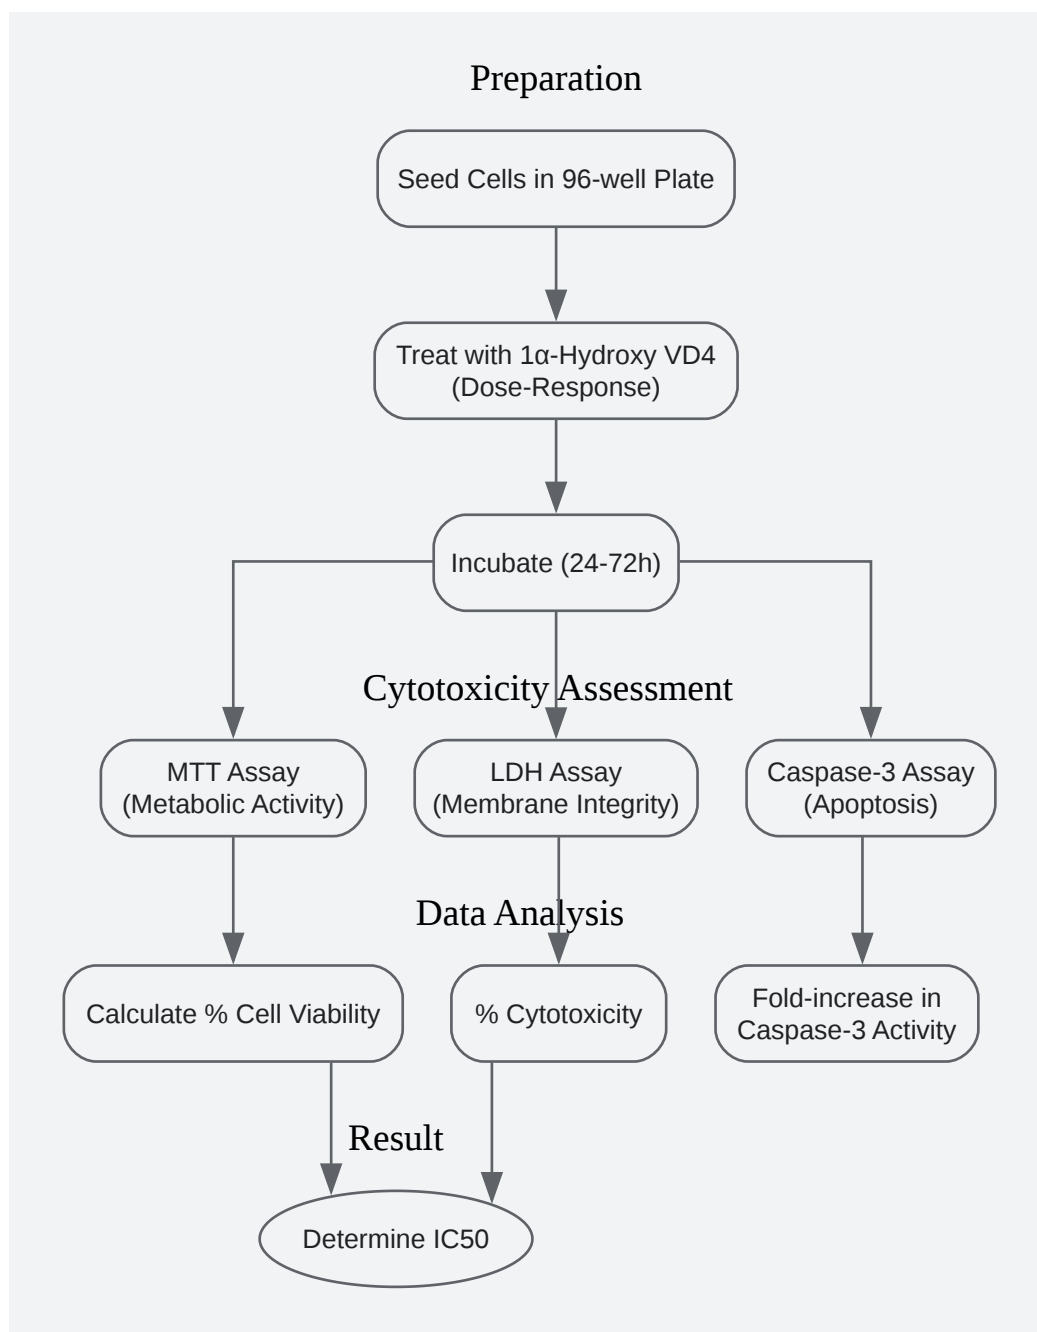 Preparation
Seed Cells in 96-well Plate
Treat with 1α-Hydroxy VD4
(Dose-Response)
Incubate (24-72h)
Cytotoxicity Assessment
MTT Assay
(Metabolic Activity)
LDH Assay
(Membrane Integrity)
Caspase-3 Assay
(Apoptosis)
Data Analysis
Calculate % Cell Viability
% Cytotoxicity
Fold-increase in
Caspase-3 Activity
Result
Determine IC50